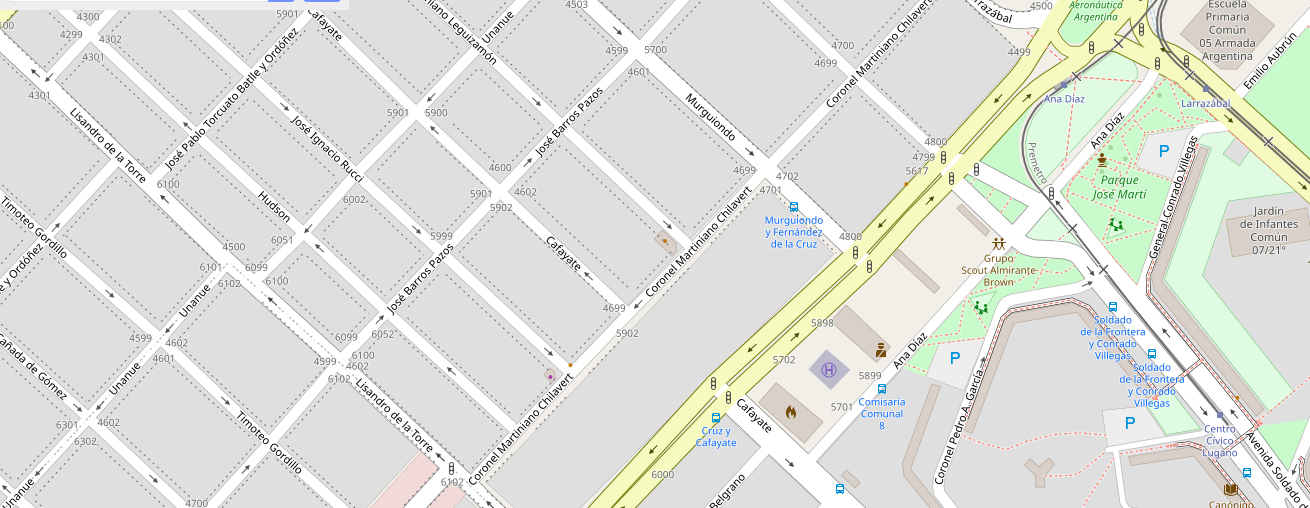 Cafayate
5901
4503
Larrazábal
4500
Aeronáutica
Argentina
Escuela
Primaria
Común
05 Armada
Argentina
4300
4299
4302
4301
4301
Unanue
4599
5700
4601
4700
4699
4499
Coronel Martiniano Chilavert
Emilio Aubrún
José Pablo Torcuato Batlle y Ordóñez
Lisandro de la Torre
José Ignacio Rucci
5901
5900
José Barros Pazos
Murguiondo
Ana Díaz
Larrazábal
Ana Díaz
Premetro
General Conrado Villegas
Parque
José Martí
4800
4799
5617
4600
4602
5901
5902
4699
4702
4701
Murguiondo
y Fernández
de la Cruz
6100
6002
Hudson
Timoteo Gordillo
6051
5999
4500
6101
6099
6102
6100
Cafayate
Coronel Martiniano Chilavert
4800
Grupo
Scout Almirante
Brown
Jardín
de Infantes
Común
07/21°
Unanue
José Barros Pazos
4699
5902
5898
Soldado
de la Frontera
y Conrado
Villegas
Soldado
de la Frontera
y Conrado
Villegas
4599
4602
4601
6099
6052
6100
4599
4602
6102
5702
Ana Díaz
5899
5701
Comisaría
Comunal
8
Unanue
Lisandro de la Torre
Coronel Martiniano Chilavert
Cafayate
Cruz y
Cafayate
Coronel Pedro A. García
6301
4602
6302
Timoteo Gordillo
Centro
Cívico
Lugano
Unanue
4700
6102
6000
Belgrano
Avenida Soldado d
Canónigo